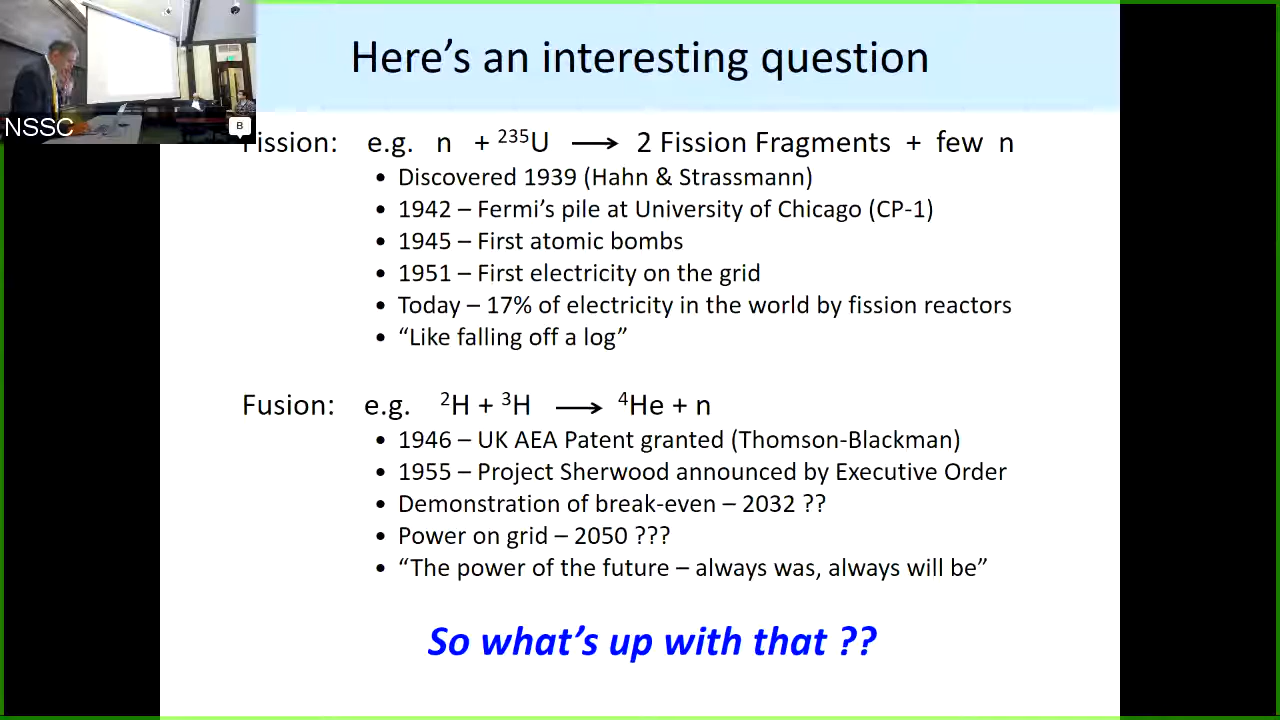 Here's an interesting question
NSSC
B
ission: e.g. n + ²³⁵U ⟶ 2 Fission Fragments + few n
• Discovered 1939 (Hahn & Strassmann)
• 1942 – Fermi's pile at University of Chicago (CP-1)
• 1945 – First atomic bombs
• 1951 – First electricity on the grid
• Today – 17% of electricity in the world by fission reactors
• "Like falling off a log"
Fusion: e.g. ²H + ³H ⟶ ⁴He + n
• 1946 – UK AEA Patent granted (Thomson-Blackman)
• 1955 – Project Sherwood announced by Executive Order
• Demonstration of break-even – 2032 ??
• Power on grid – 2050 ???
• "The power of the future – always was, always will be"
So what's up with that ??